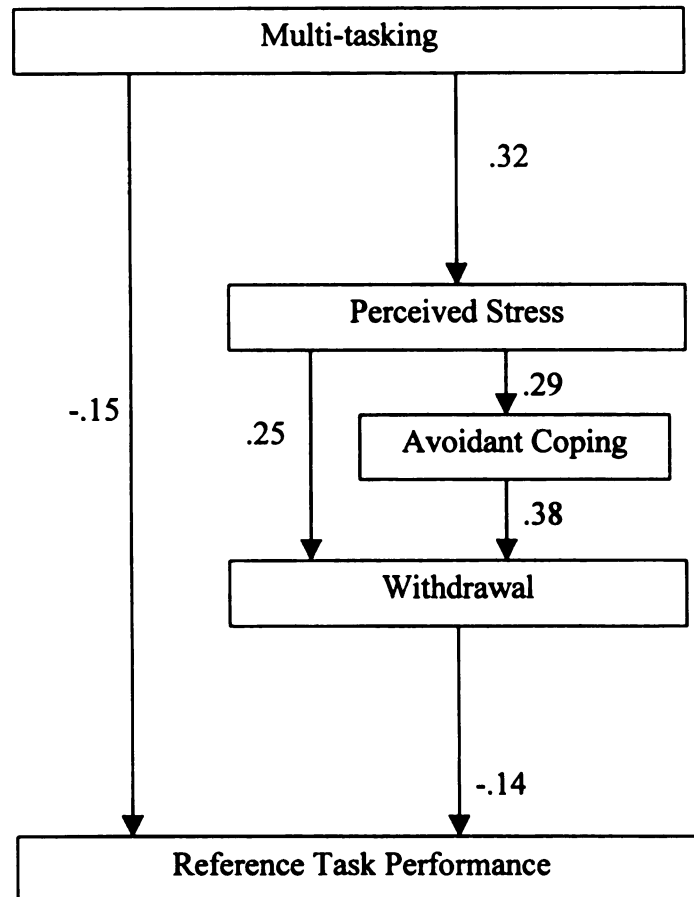 Multi-tasking
.32
Perceived Stress
-.15
.25
.29
Avoidant Coping
.38
Withdrawal
-.14
Reference Task Performance